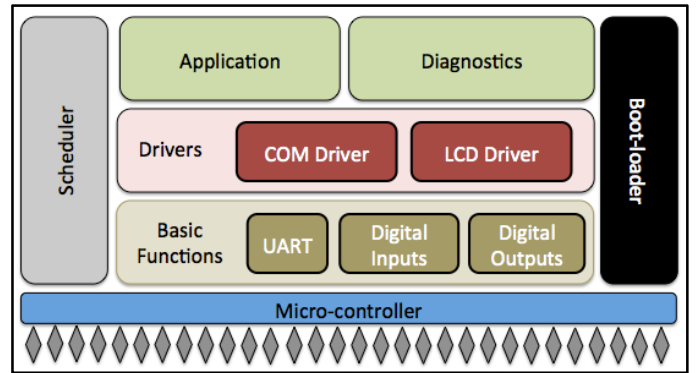 Scheduler
Application
Diagnostics
Boot-loader
Drivers
COM Driver
LCD Driver
Basic
Functions
UART
Digital
Inputs
Digital
Outputs
Micro-controller